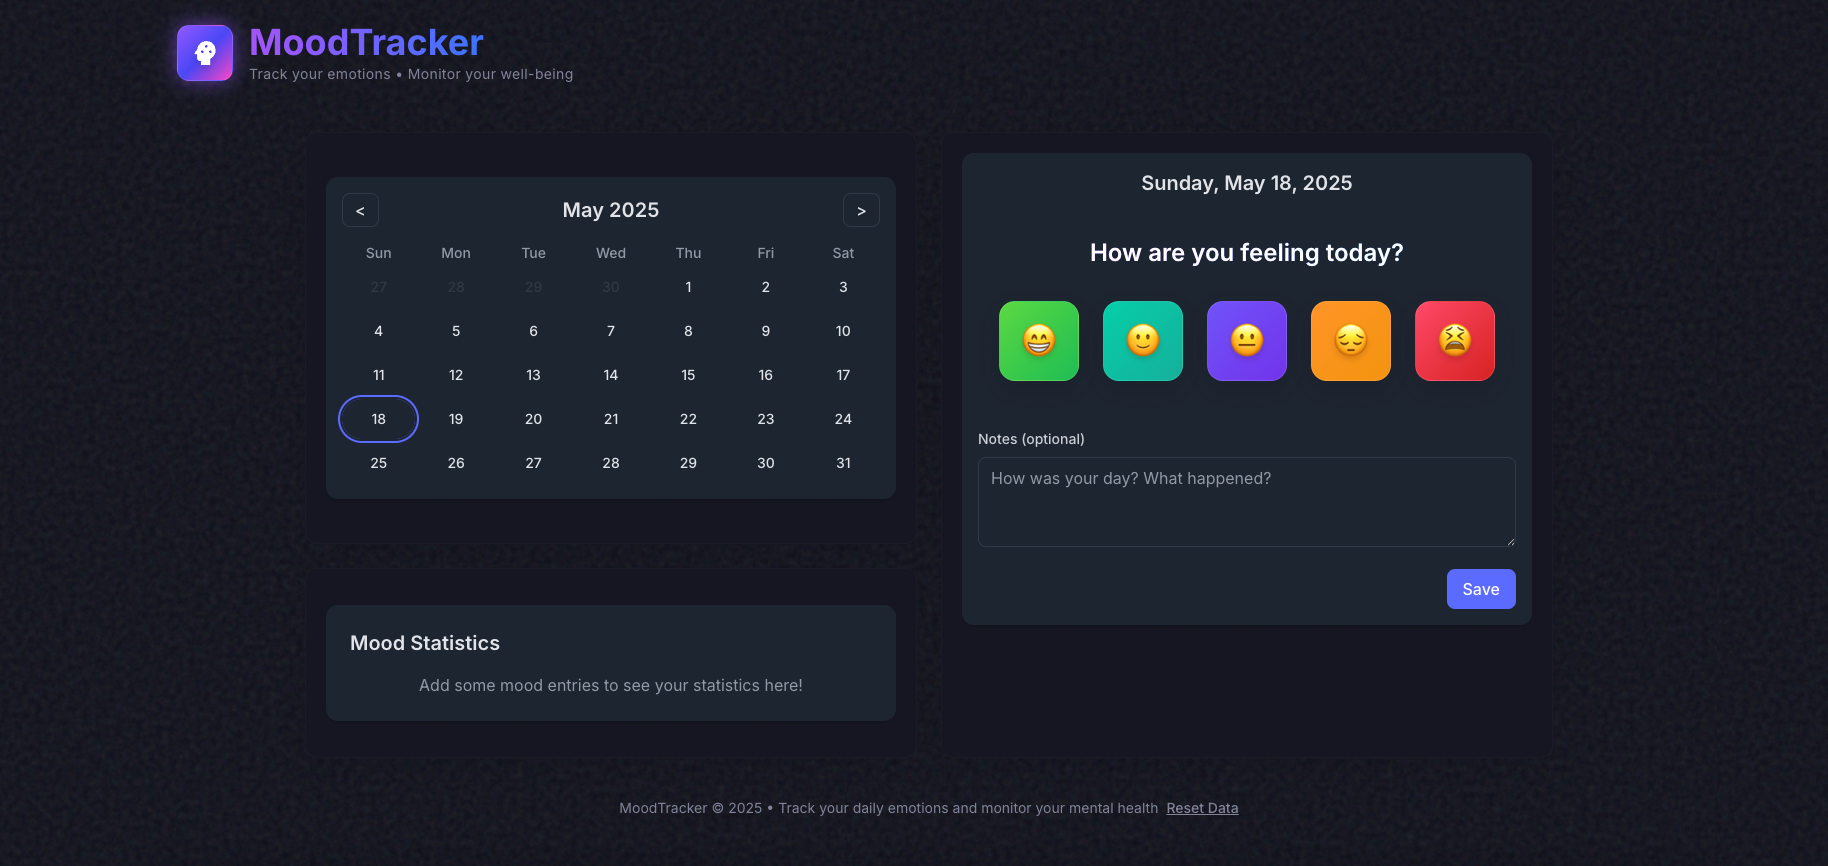 MoodTracker
Track your emotions • Monitor your well-being
< May 2025 >
Sun Mon Tue Wed Thu Fri Sat
27 28 29 30 1 2 3
4 5 6 7 8 9 10
11 12 13 14 15 16 17
18 19 20 21 22 23 24
25 26 27 28 29 30 31
Mood Statistics
Add some mood entries to see your statistics here!
Sunday, May 18, 2025
How are you feeling today?
Notes (optional)
How was your day? What happened?
Save
MoodTracker © 2025 • Track your daily emotions and monitor your mental health Reset Data